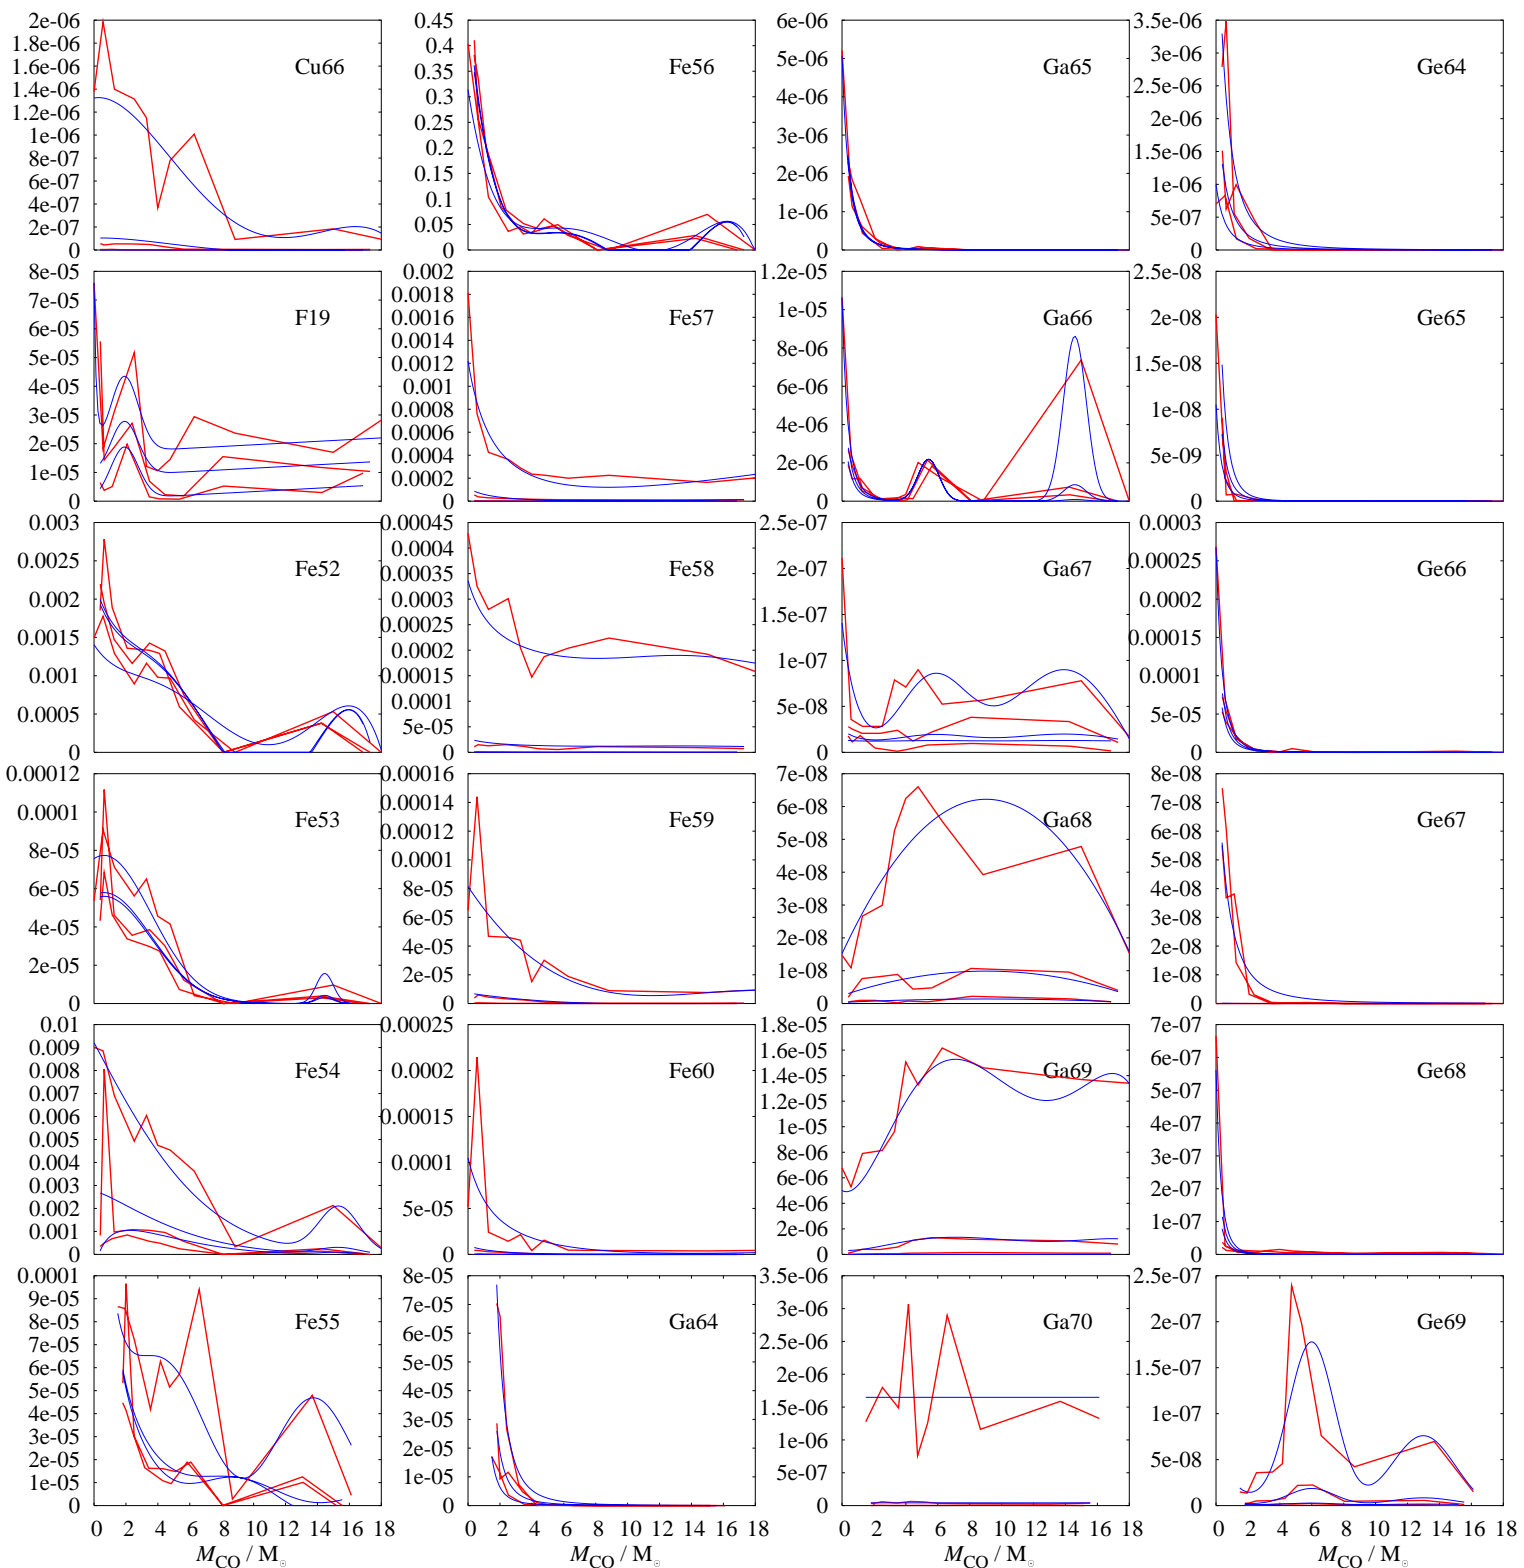 2e-06
1.8e-06
1.6e-06
1.4e-06
1.2e-06
1e-06
8e-07
6e-07
4e-07
2e-07
0
Cu66
0.45
0.4
0.35
0.3
0.25
0.2
0.15
0.1
0.05
0
Fe56
6e-06
5e-06
4e-06
3e-06
2e-06
1e-06
0
Ga65
3.5e-06
3e-06
2.5e-06
2e-06
1.5e-06
1e-06
5e-07
0
Ge64
8e-05
7e-05
6e-05
5e-05
4e-05
3e-05
2e-05
1e-05
0
F19
0.002
0.0018
0.0016
0.0014
0.0012
0.001
0.0008
0.0006
0.0004
0.0002
0
Fe57
1.2e-05
1e-05
8e-06
6e-06
4e-06
2e-06
0
Ga66
2.5e-08
2e-08
1.5e-08
1e-08
5e-09
0
Ge65
0.003
0.0025
0.002
0.0015
0.001
0.0005
0
Fe52
0.00045
0.0004
0.00035
0.0003
0.00025
0.0002
0.00015
0.0001
5e-05
0
Fe58
2.5e-07
2e-07
1.5e-07
1e-07
5e-08
0
Ga67
0.0003
0.00025
0.0002
0.00015
0.0001
5e-05
0
Ge66
0.00012
0.0001
8e-05
6e-05
4e-05
2e-05
0
Fe53
0.00016
0.00014
0.00012
0.0001
8e-05
6e-05
4e-05
2e-05
0
Fe59
7e-08
6e-08
5e-08
4e-08
3e-08
2e-08
1e-08
0
Ga68
8e-08
7e-08
6e-08
5e-08
4e-08
3e-08
2e-08
1e-08
0
Ge67
0.01
0.009
0.008
0.007
0.006
0.005
0.004
0.003
0.002
0.001
0
Fe54
0.00025
0.0002
0.00015
0.0001
5e-05
0
Fe60
1.8e-05
1.6e-05
1.4e-05
1.2e-05
1e-05
8e-06
6e-06
4e-06
2e-06
0
Ga69
7e-07
6e-07
5e-07
4e-07
3e-07
2e-07
1e-07
0
Ge68
0.0001
9e-05
8e-05
7e-05
6e-05
5e-05
4e-05
3e-05
2e-05
1e-05
0
Fe55
0 2 4 6 8 10 12 14 16 18
M_CO / M_☉
8e-05
7e-05
6e-05
5e-05
4e-05
3e-05
2e-05
1e-05
0
Ga64
0 2 4 6 8 10 12 14 16 18
M_CO / M_☉
3.5e-06
3e-06
2.5e-06
2e-06
1.5e-06
1e-06
5e-07
0
Ga70
0 2 4 6 8 10 12 14 16 18
M_CO / M_☉
2.5e-07
2e-07
1.5e-07
1e-07
5e-08
0
Ge69
0 2 4 6 8 10 12 14 16 18
M_CO / M_☉